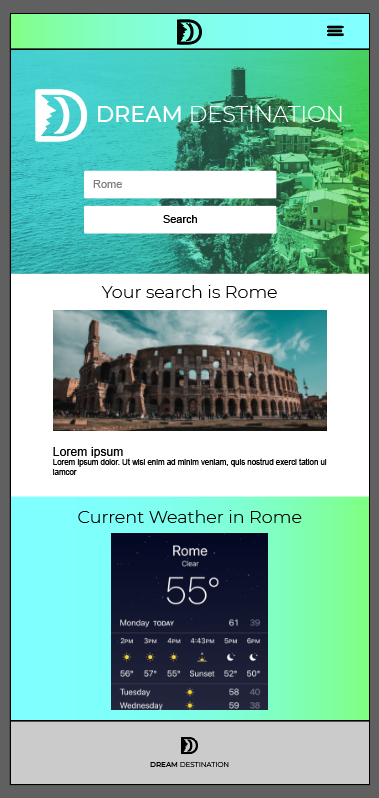 DREAM DESTINATION
Rome
Search
Your search is Rome
Lorem ipsum
Lorem ipsum dolor. Ut wisi enim ad minim veniam, quis nostrud exerci tation ul
lamcor
Current Weather in Rome
Rome
Clear
55°
Monday TODAY 61 39
2PM 3PM 4PM 4:43PM 5PM 6PM
56° 57° 55° Sunset 52° 50°
Tuesday 58 40
Wednesday 59 38
DREAM DESTINATION